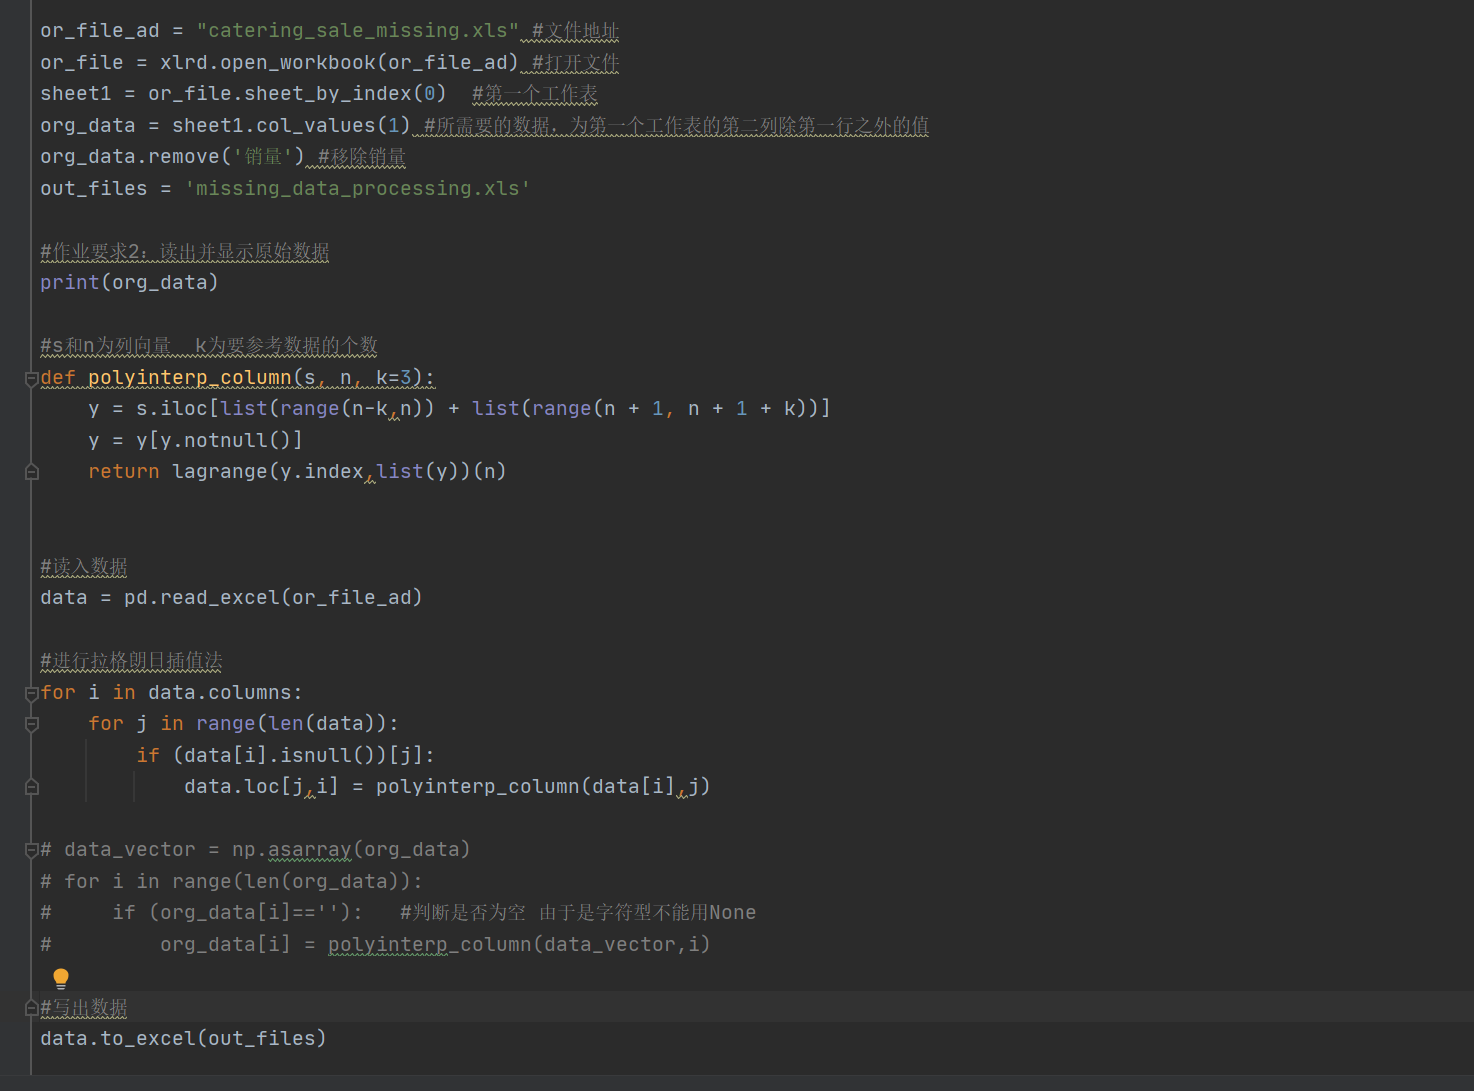 or_file_ad = "catering_sale_missing.xls" #文件地址
or_file = xlrd.open_workbook(or_file_ad) #打开文件
sheet1 = or_file.sheet_by_index(0)  #第一个工作表
org_data = sheet1.col_values(1) #所需要的数据，为第一个工作表的第二列除第一行之外的值
org_data.remove('销量') #移除销量
out_files = 'missing_data_processing.xls'
#作业要求2：读出并显示原始数据
print(org_data)
#s和n为列向量  k为要参考数据的个数
def polyinterp_column(s, n, k=3):
    y = s.iloc[list(range(n-k,n)) + list(range(n + 1, n + 1 + k))]
    y = y[y.notnull()]
    return lagrange(y.index,list(y))(n)
#读入数据
data = pd.read_excel(or_file_ad)
#进行拉格朗日插值法
for i in data.columns:
    for j in range(len(data)):
        if (data[i].isnull())[j]:
            data.loc[j,i] = polyinterp_column(data[i],j)
# data_vector = np.asarray(org_data)
# for i in range(len(org_data)):
#     if (org_data[i]==''):   #判断是否为空 由于是字符型不能用None
#         org_data[i] = polyinterp_column(data_vector,i)
#写出数据
data.to_excel(out_files)